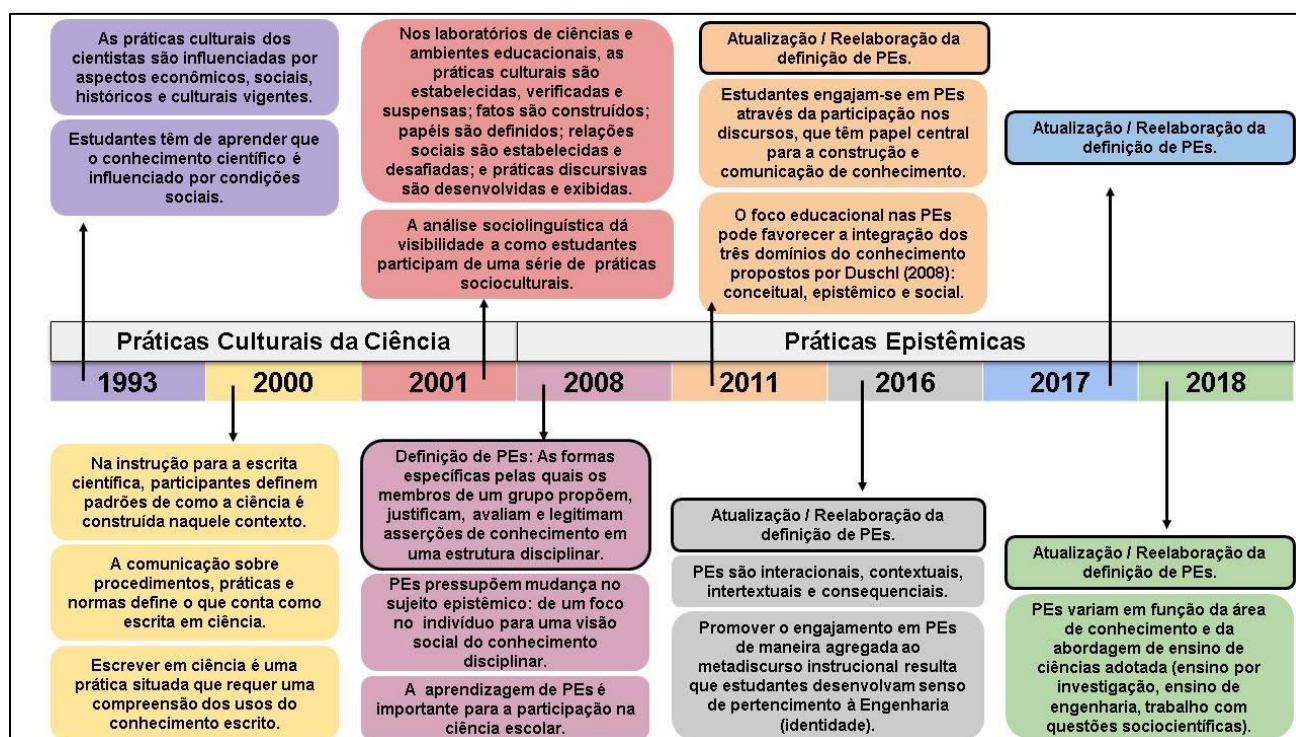 As práticas culturais dos
cientistas são influenciadas por
aspectos econômicos, sociais,
históricos e culturais vigentes.
Estudantes têm de aprender que
o conhecimento científico é
influenciado por condições
sociais.
Nos laboratórios de ciências e
ambientes educacionais, as
práticas culturais são
estabelecidas, verificadas e
suspensas; fatos são construídos;
papéis são definidos; relações
sociais são estabelecidas e
desafiadas; e práticas discursivas
são desenvolvidas e exibidas.
A análise sociolinguística dá
visibilidade a como estudantes
participam de uma série de práticas
socioculturais.
Atualização / Reelaboração da
definição de PEs.
Estudantes engajam-se em PEs
através da participação nos
discursos, que têm papel central
para a construção e
comunicação de conhecimento.
O foco educacional nas PEs
pode favorecer a integração dos
três domínios do conhecimento
propostos por Duschl (2008):
conceitual, epistêmico e social.
Atualização / Reelaboração da
definição de PEs.
Práticas Culturais da Ciência
Práticas Epistêmicas
1993
2000
2001
2008
2011
2016
2017
2018
Na instrução para a escrita
científica, participantes definem
padrões de como a ciência é
construída naquele contexto.
A comunicação sobre
procedimentos, práticas e
normas define o que conta como
escrita em ciência.
Escrever em ciência é uma
prática situada que requer uma
compreensão dos usos do
conhecimento escrito.
Definição de PEs: As formas
específicas pelas quais os
membros de um grupo propõem,
justificam, avaliam e legitimam
asserções de conhecimento em
uma estrutura disciplinar.
PEs pressupõem mudança no
sujeito epistêmico: de um foco
no indivíduo para uma visão
social do conhecimento
disciplinar.
A aprendizagem de PEs é
importante para a participação na
ciência escolar.
Atualização / Reelaboração da
definição de PEs.
PEs são interacionais, contextuais,
intertextuais e consequenciais.
Promover o engajamento em PEs
de maneira agregada ao
metadiscurso instrucional resulta
que estudantes desenvolvam senso
de pertencimento à Engenharia
(identidade).
Atualização / Reelaboração da
definição de PEs.
PEs variam em função da área
de conhecimento e da
abordagem de ensino de
ciências adotada (ensino por
investigação, ensino de
engenharia, trabalho com
questões sociocientíficas).